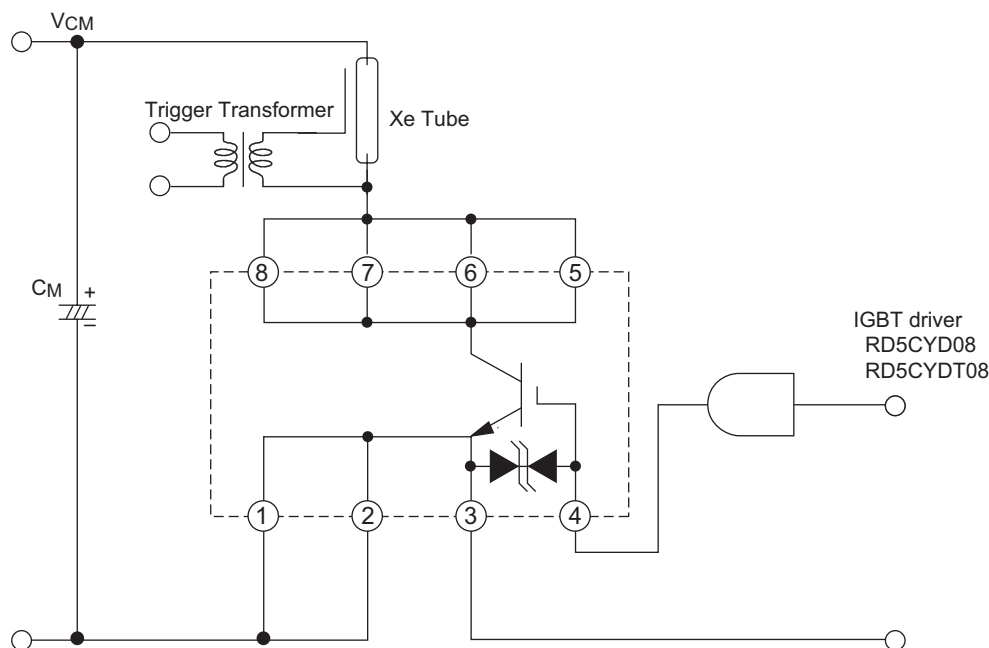 VCM
Trigger Transformer
Xe Tube
8 7 6 5
CM + –
IGBT driver
RD5CYD08
RD5CYDT08
1 2 3 4